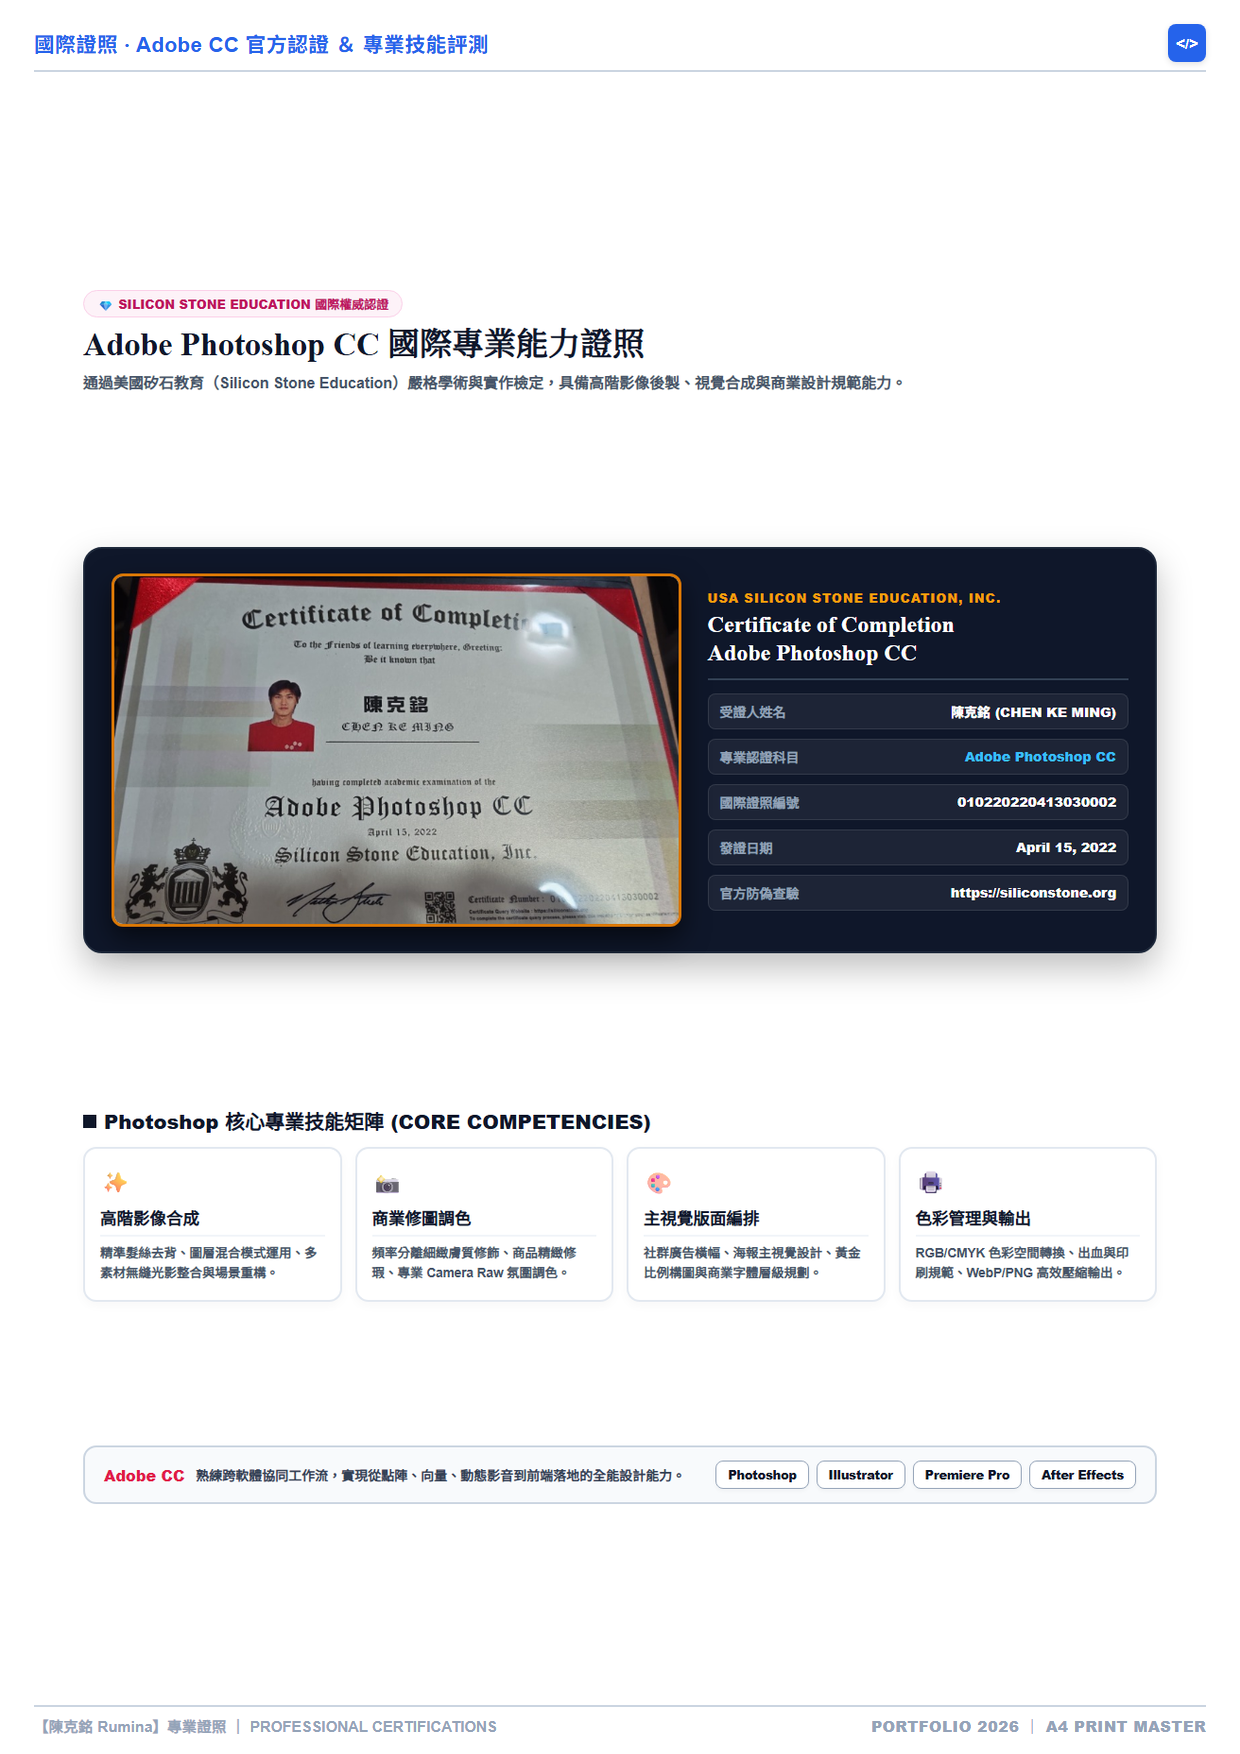 國際證照 · Adobe CC 官方認證 & 專業技能評測
</>
SILICON STONE EDUCATION 國際權威認證
Adobe Photoshop CC 國際專業能力證照
通過美國矽石教育（Silicon Stone Education）嚴格學術與實作檢定，具備高階影像後製、視覺合成與商業設計規範能力。
Certificate of Completi
To the Friends of learning everywhere, Greeting:
Be it known that
陳克銘
CHEN KE MING
having completed academic examination of the
Adobe Photoshop CC
April 15, 2022
Silicon Stone Education, Inc.
Certificate Number:
Certificate Query Website : https://
To complete the certificate query process, please
USA SILICON STONE EDUCATION, INC.
Certificate of Completion
Adobe Photoshop CC
受證人姓名 陳克銘 (CHEN KE MING)
專業認證科目 Adobe Photoshop CC
國際證照編號 010220220413030002
發證日期 April 15, 2022
官方防偽查驗 https://siliconstone.org
■ Photoshop 核心專業技能矩陣 (CORE COMPETENCIES)
高階影像合成
精準髮絲去背、圖層混合模式運用、多
素材無縫光影整合與場景重構。
商業修圖調色
頻率分離細緻膚質修飾、商品精緻修
瑕、專業 Camera Raw 氛圍調色。
主視覺版面編排
社群廣告橫幅、海報主視覺設計、黃金
比例構圖與商業字體層級規劃。
色彩管理與輸出
RGB/CMYK 色彩空間轉換、出血與印
刷規範、WebP/PNG 高效壓縮輸出。
Adobe CC 熟練跨軟體協同工作流，實現從點陣、向量、動態影音到前端落地的全能設計能力。 Photoshop Illustrator Premiere Pro After Effects
【陳克銘 Rumina】專業證照 | PROFESSIONAL CERTIFICATIONS
PORTFOLIO 2026 | A4 PRINT MASTER